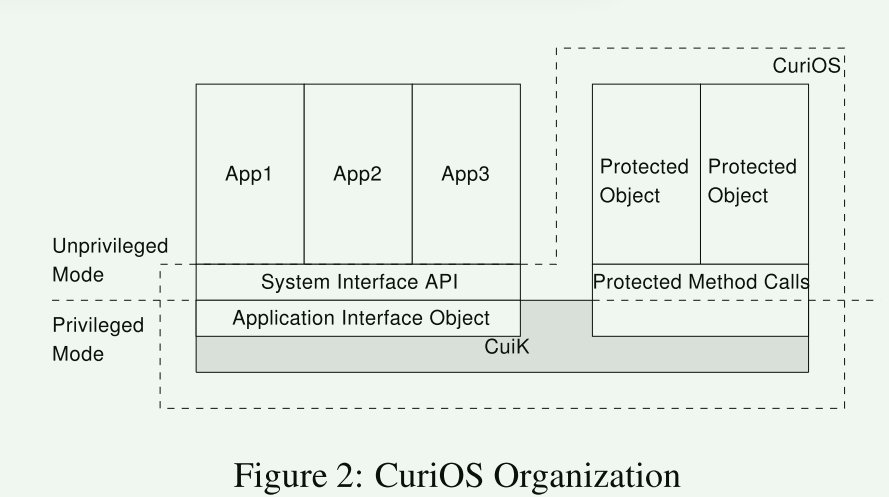 CuriOS
App1
App2
App3
Protected
Object
Protected
Object
Unprivileged
Mode
System Interface API
Protected Method Calls
Privileged
Mode
Application Interface Object
CuiK
Figure 2: CuriOS Organization